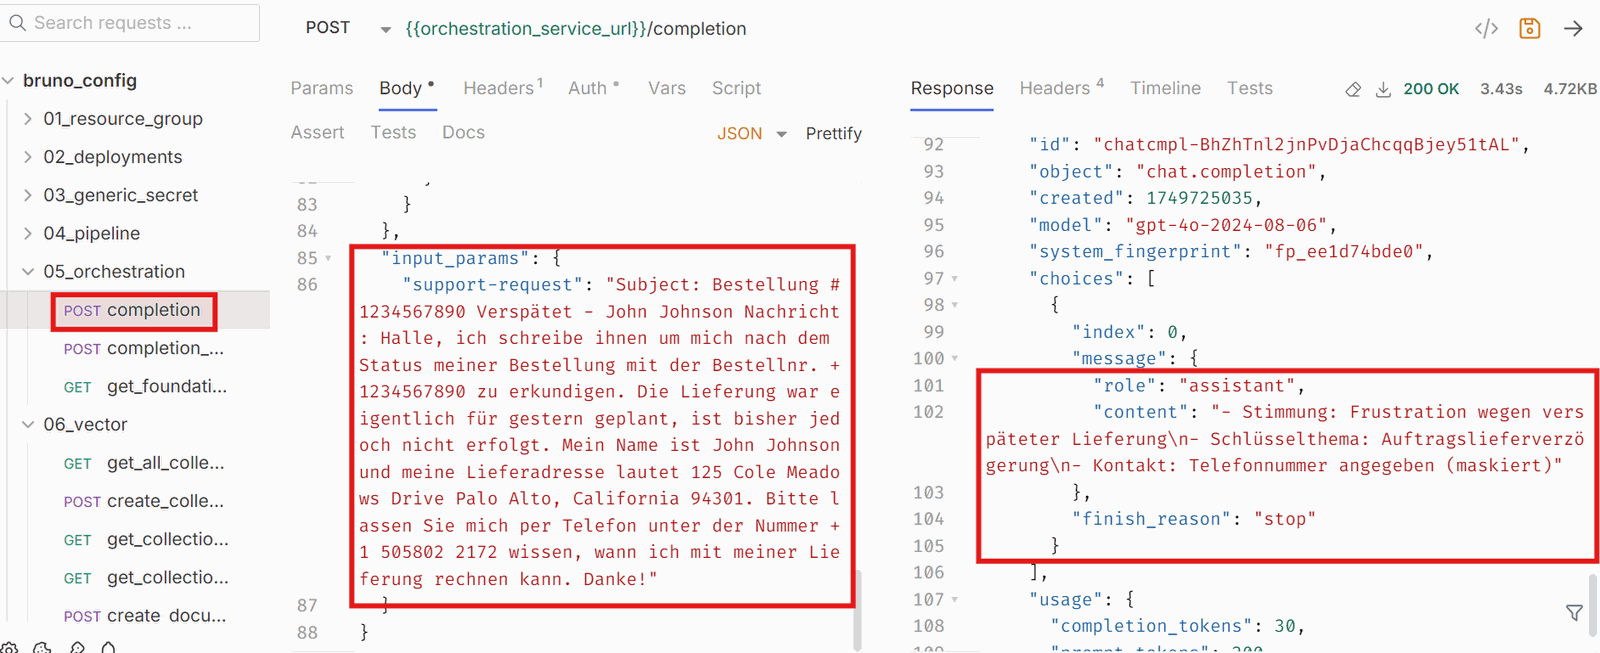 Search requests ...
bruno_config
01_resource_group
02_deployments
03_generic_secret
04_pipeline
05_orchestration
POST completion
POST completion_...
GET get_foundati...
06_vector
GET get_all_colle...
POST create_colle...
GET get_collectio...
GET get_collectio...
POST create_docu...
POST {{orchestration_service_url}}/completion
Params Body Headers 1 Auth Vars Script
Assert Tests Docs JSON Prettify
83 }
84 },
85 "input_params": {
86 "support-request": "Subject: Bestellung #
1234567890 Verspätet - John Johnson Nachricht
: Halle, ich schreibe ihnen um mich nach dem
Status meiner Bestellung mit der Bestellnr. +
1234567890 zu erkundigen. Die Lieferung war e
igentlich für gestern geplant, ist bisher jed
och nicht erfolgt. Mein Name ist John Johnson
und meine Lieferadresse lautet 125 Cole Meado
ws Drive Palo Alto, California 94301. Bitte l
assen Sie mich per Telefon unter der Nummer +
1 505802 2172 wissen, wann ich mit meiner Lie
ferung rechnen kann. Danke!"
87 }
88 }
Response Headers 4 Timeline Tests 200 OK 3.43s 4.72KB
92 "id": "chatcmpl-BhZhTnl2jnPvDjaChcqqBjey51tAL",
93 "object": "chat.completion",
94 "created": 1749725035,
95 "model": "gpt-4o-2024-08-06",
96 "system_fingerprint": "fp_ee1d74bde0",
97 "choices": [
98 {
99 "index": 0,
100 "message": {
101 "role": "assistant",
102 "content": "- Stimmung: Frustration wegen vers
päteter Lieferung\n- Schlüsselthema: Auftragslieferverzö
gerung\n- Kontakt: Telefonnummer angegeben (maskiert)"
103 },
104 "finish_reason": "stop"
105 }
106 ],
107 "usage": {
108 "completion_tokens": 30,